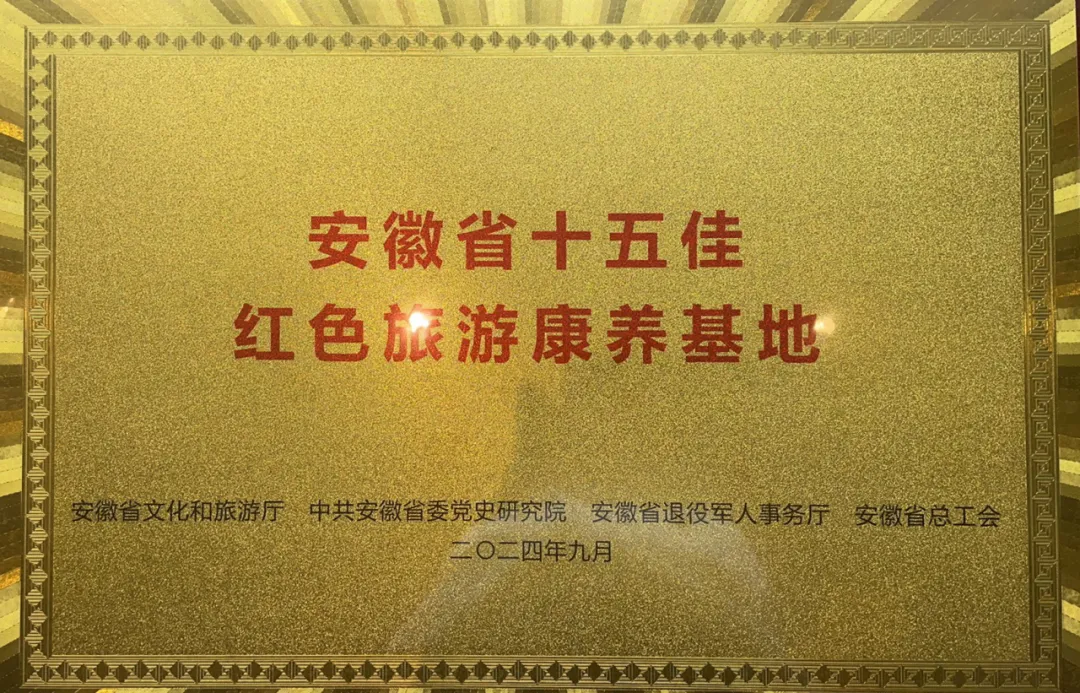 安徽省十五佳
红色旅游康养基地
安徽省文化和旅游厅 中共安徽省委党史研究院 安徽省退役军人事务厅 安徽省总工会
二〇二四年九月